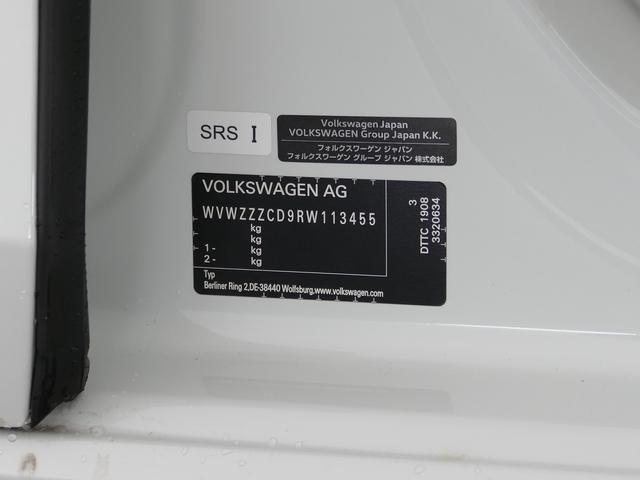 SRS I
Volkswagen Japan
VOLKSWAGEN Group Japan K.K.
フォルクスワーゲン ジャパン
フォルクスワーゲン グループ ジャパン 株式会社
VOLKSWAGEN AG
WVWZZZCD9RW113455
kg
kg
1- kg
2- kg
Typ
Berliner Ring 2,DE-38440 Wolfsburg,www.volkswagen.com
3
DTTC 1908
3320634